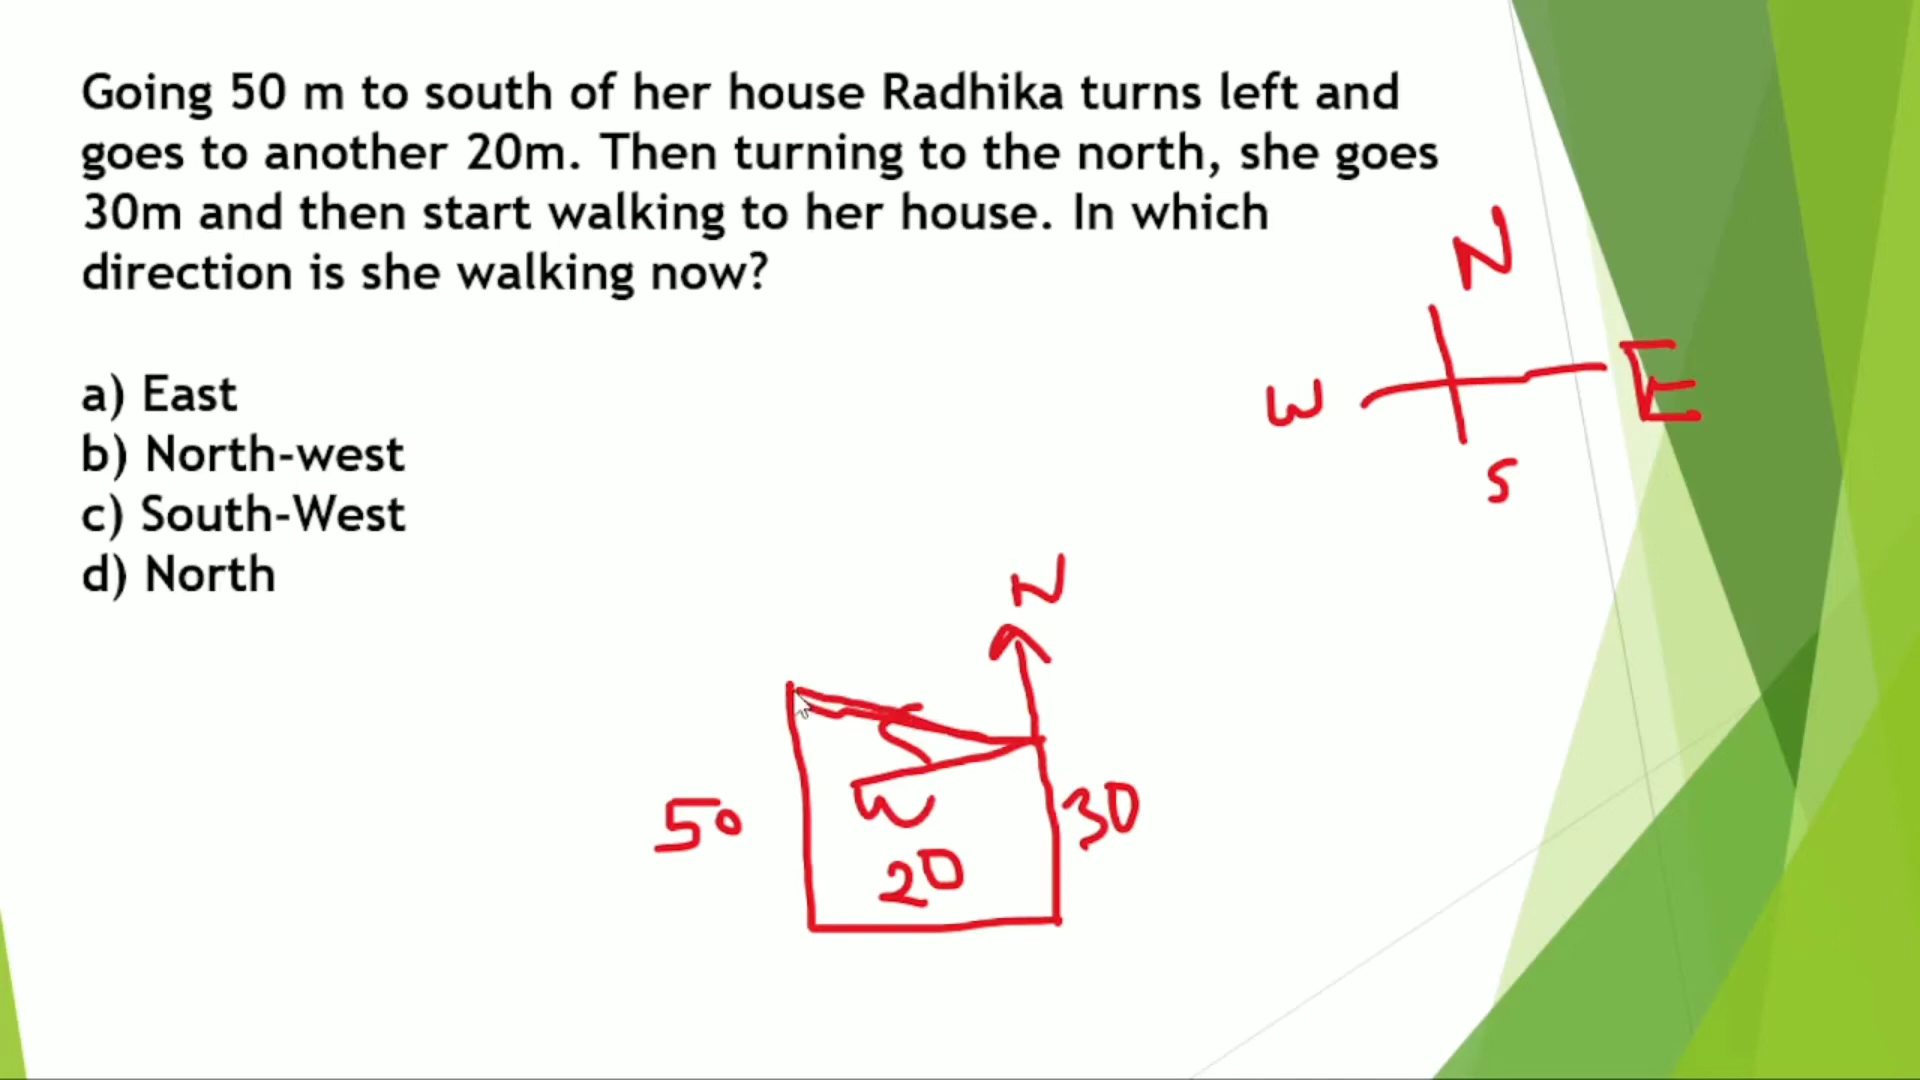 Going 50 m to south of her house Radhika turns left and
goes to another 20m. Then turning to the north, she goes
30m and then start walking to her house. In which
direction is she walking now?
a) East
b) North-west
c) South-West
d) North
N
W
E
S
N
50
W
30
20